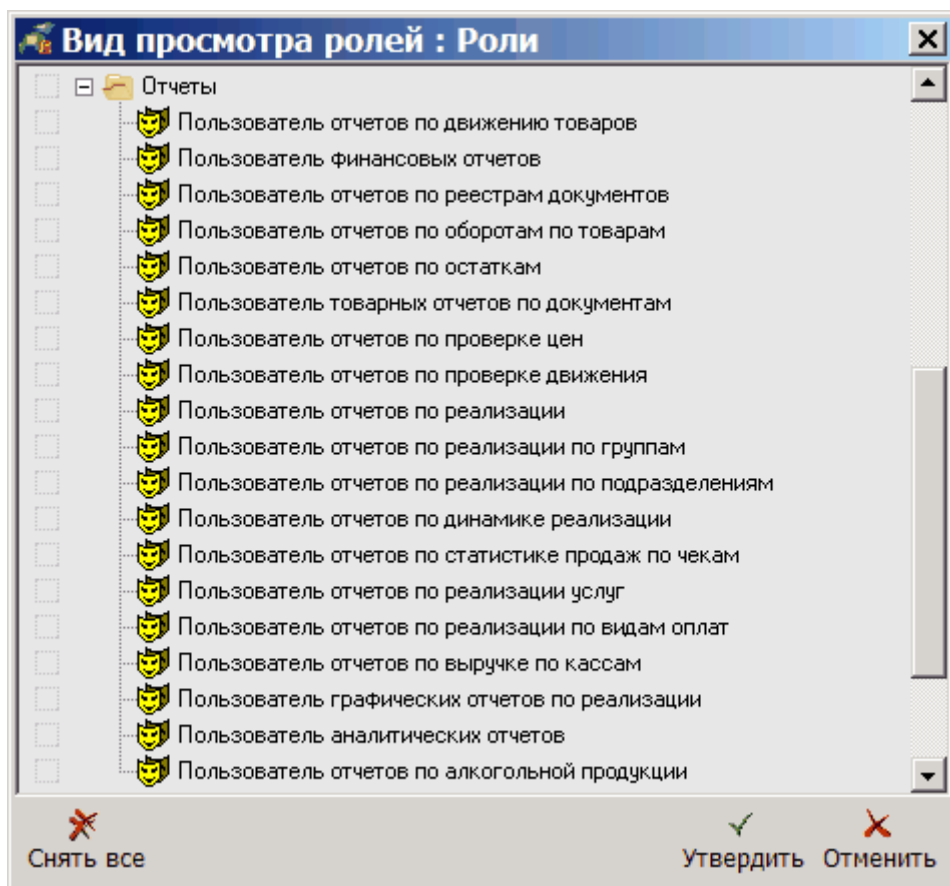 Вид просмотра ролей : Роли
Отчеты
Пользователь отчетов по движению товаров
Пользователь финансовых отчетов
Пользователь отчетов по реестрам документов
Пользователь отчетов по оборотам по товарам
Пользователь отчетов по остаткам
Пользователь товарных отчетов по документам
Пользователь отчетов по проверке цен
Пользователь отчетов по проверке движения
Пользователь отчетов по реализации
Пользователь отчетов по реализации по группам
Пользователь отчетов по реализации по подразделениям
Пользователь отчетов по динамике реализации
Пользователь отчетов по статистике продаж по чекам
Пользователь отчетов по реализации услуг
Пользователь отчетов по реализации по видам оплат
Пользователь отчетов по выручке по кассам
Пользователь графических отчетов по реализации
Пользователь аналитических отчетов
Пользователь отчетов по алкогольной продукции
Снять все Утвердить Отменить